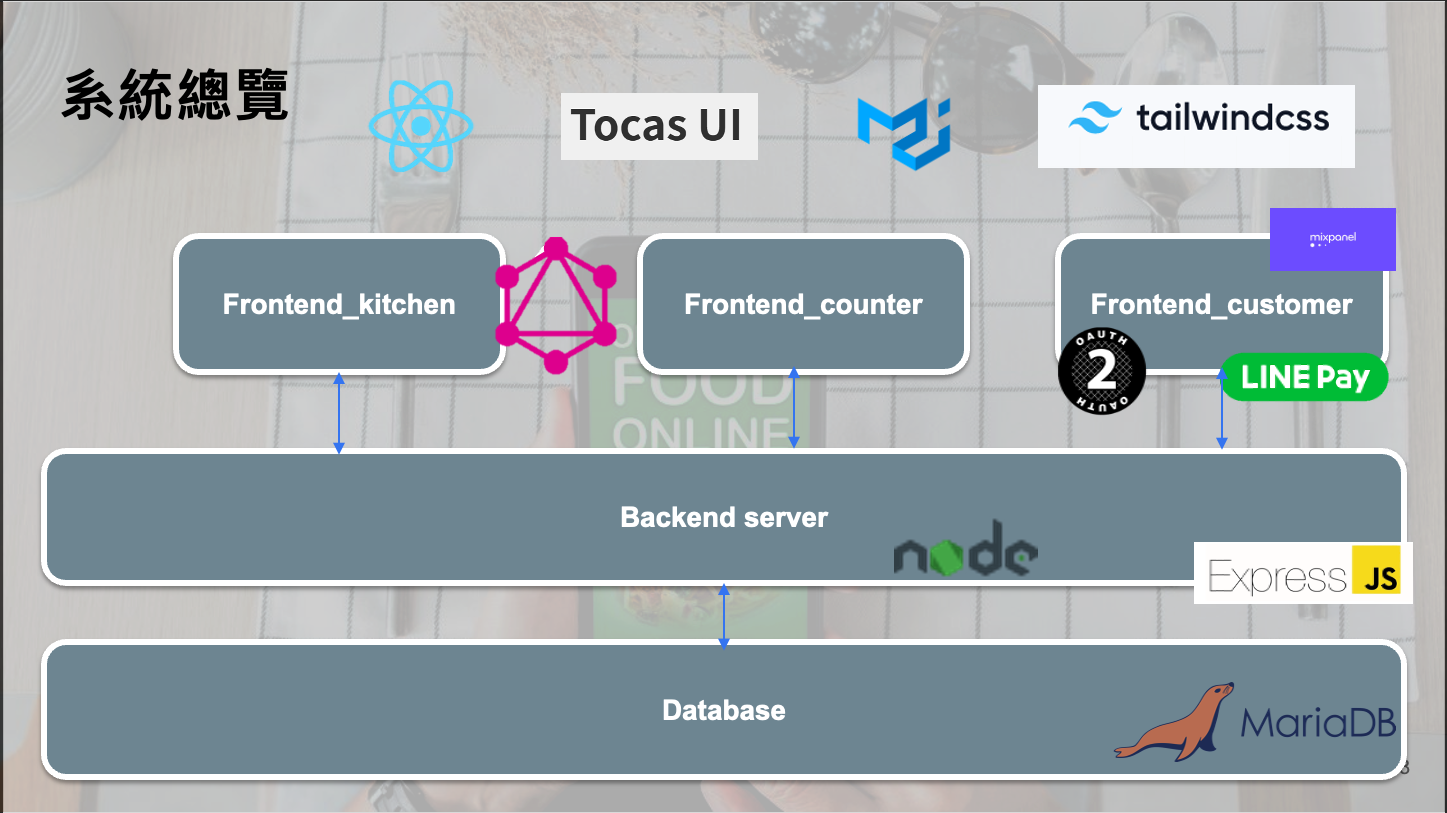 系統總覽
Tocas UI
tailwindcss
mixpanel
Frontend_kitchen
Frontend_counter
Frontend_customer
OAUTH
2
OAUTH
LINE Pay
FOOD
ONLINE
Backend server
node
Express JS
Database
MariaDB
3